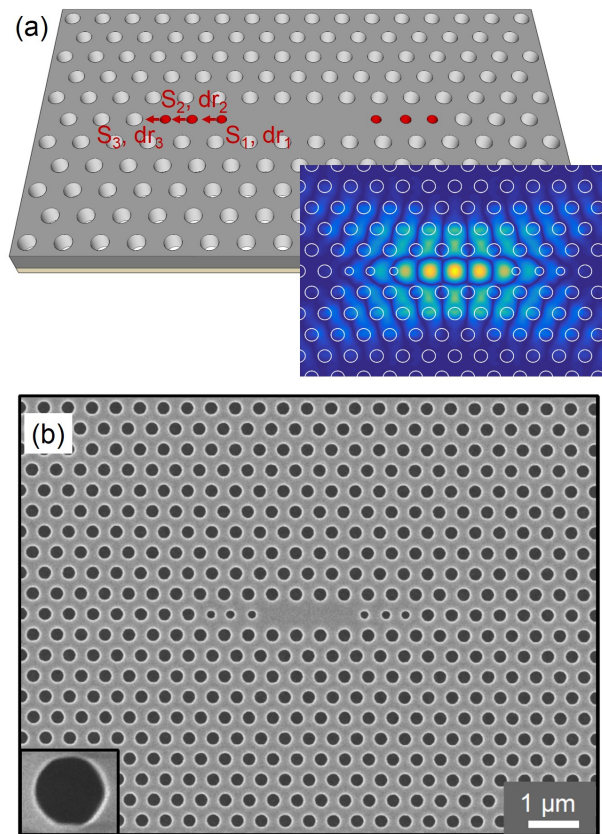 (a)
S₂, dr₂
S₃, dr₃
S₁, dr₁
(b)
1 μm